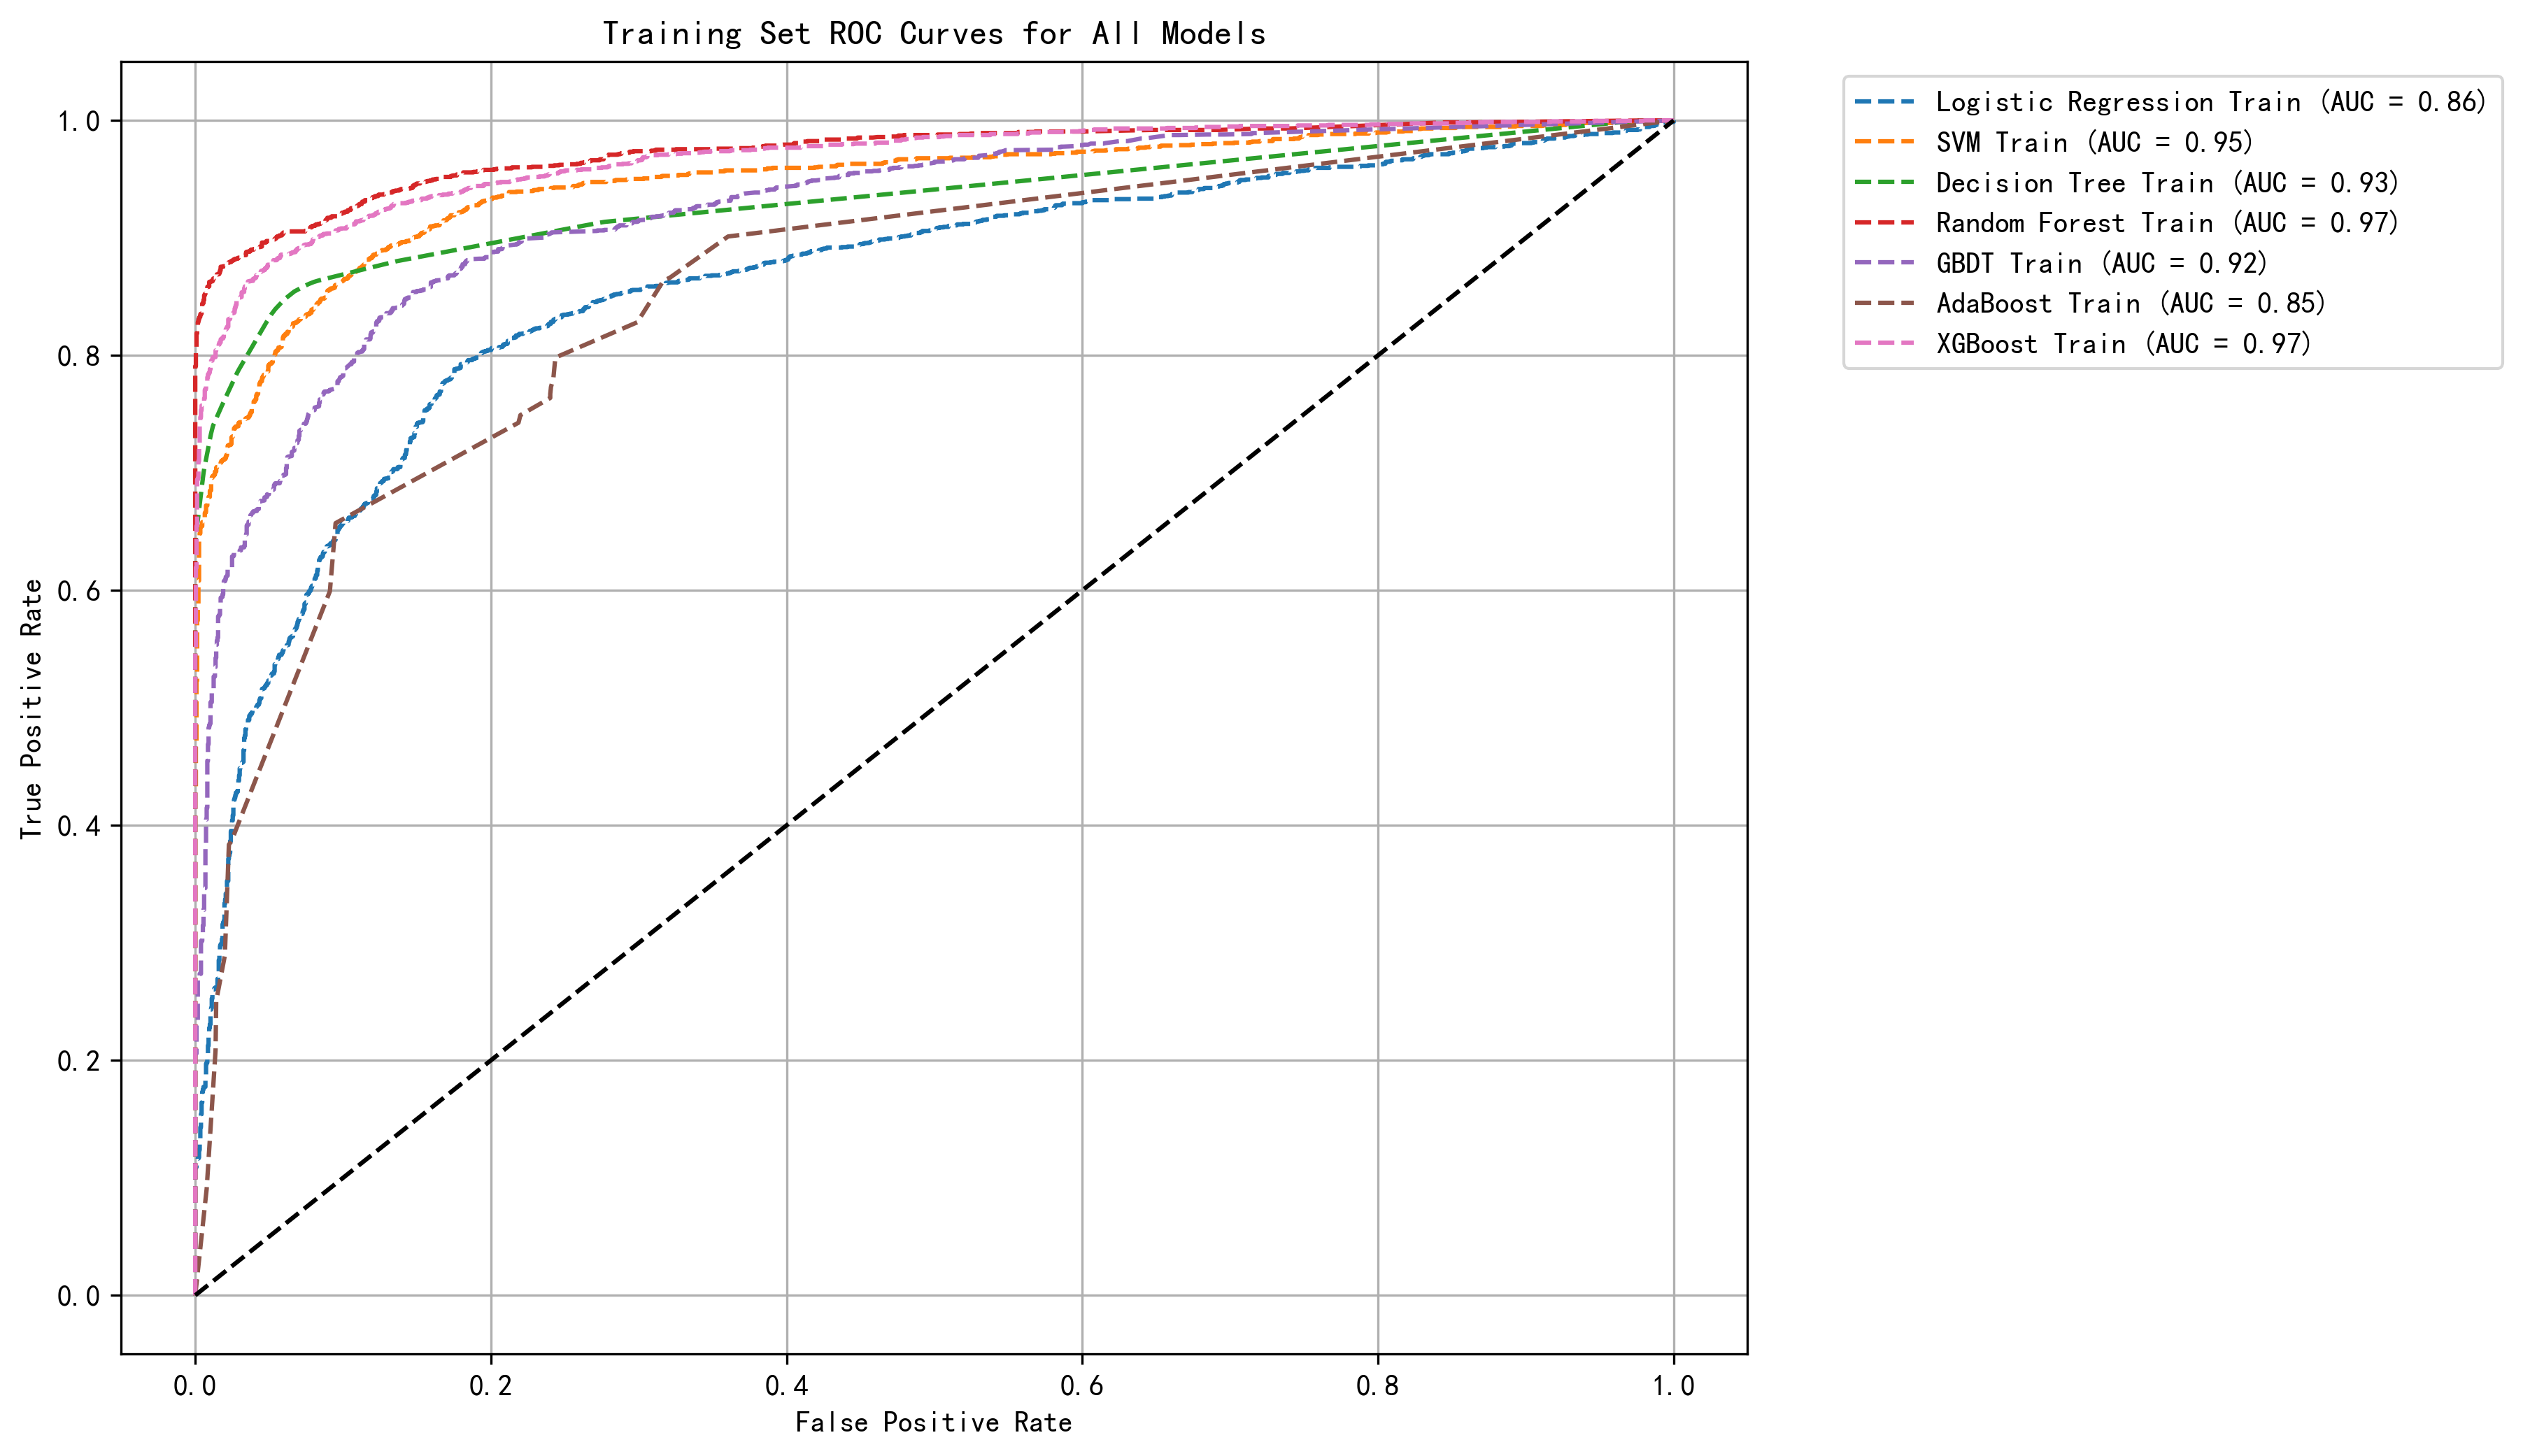 Training Set ROC Curves for All Models
Logistic Regression Train (AUC = 0.86)
SVM Train (AUC = 0.95)
Decision Tree Train (AUC = 0.93)
Random Forest Train (AUC = 0.97)
GBDT Train (AUC = 0.92)
AdaBoost Train (AUC = 0.85)
XGBoost Train (AUC = 0.97)
True Positive Rate
1.0
0.8
0.6
0.4
0.2
0.0
0.0 0.2 0.4 0.6 0.8 1.0
False Positive Rate